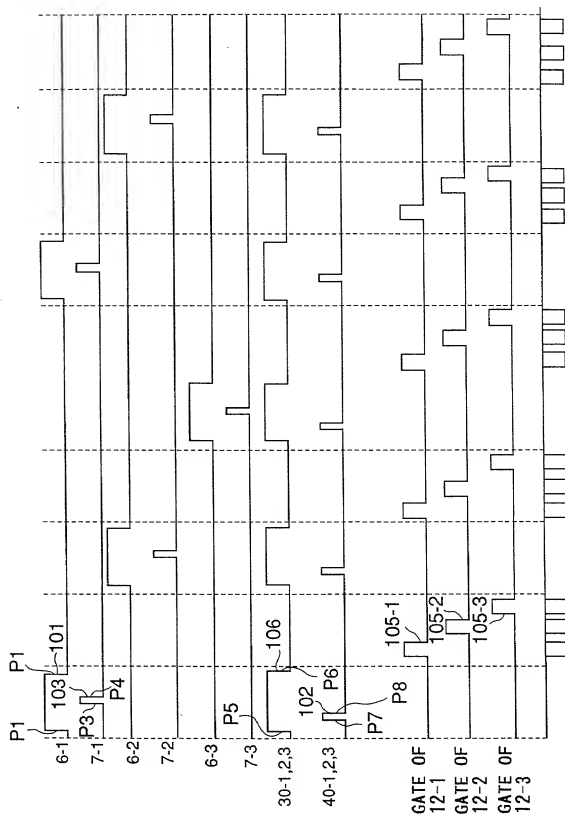 P1
P1
101
6-1
103
P3
P4
7-1
6-2
7-2
6-3
7-3
P5
106
P6
30-1,2,3
102
P7
P8
40-1,2,3
105-1
GATE OF
12-1
105-2
GATE OF
12-2
105-3
GATE OF
12-3